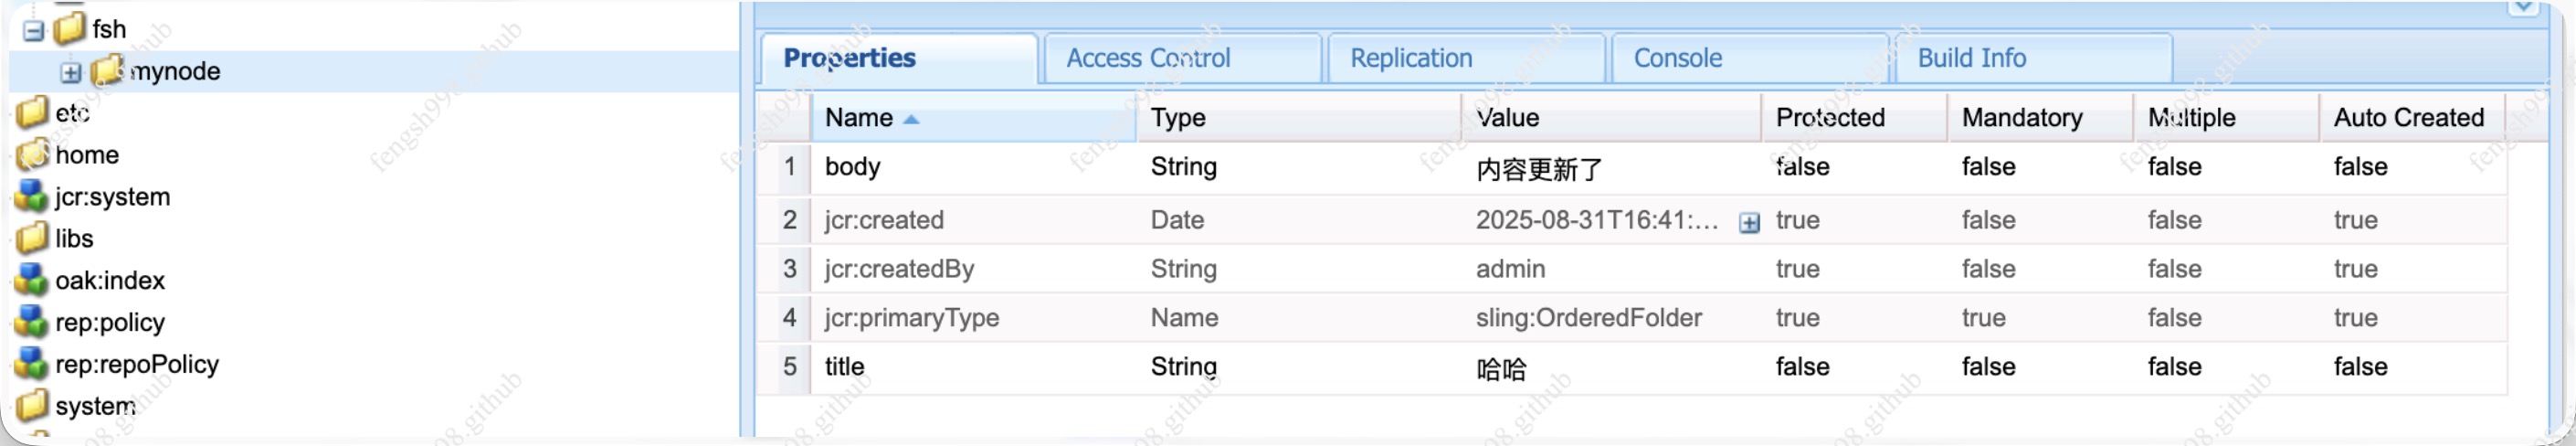 fsh
mynode
etc
home
jcr:system
libs
oak:index
rep:policy
rep:repoPolicy
system
Properties Access Control Replication Console Build Info
Name Type Value Protected Mandatory Multiple Auto Created
1 body String 内容更新了 false false false false
2 jcr:created Date 2025-08-31T16:41:... true false false true
3 jcr:createdBy String admin true false false true
4 jcr:primaryType Name sling:OrderedFolder true true false true
5 title String 哈哈 false false false false
fengsh998.github